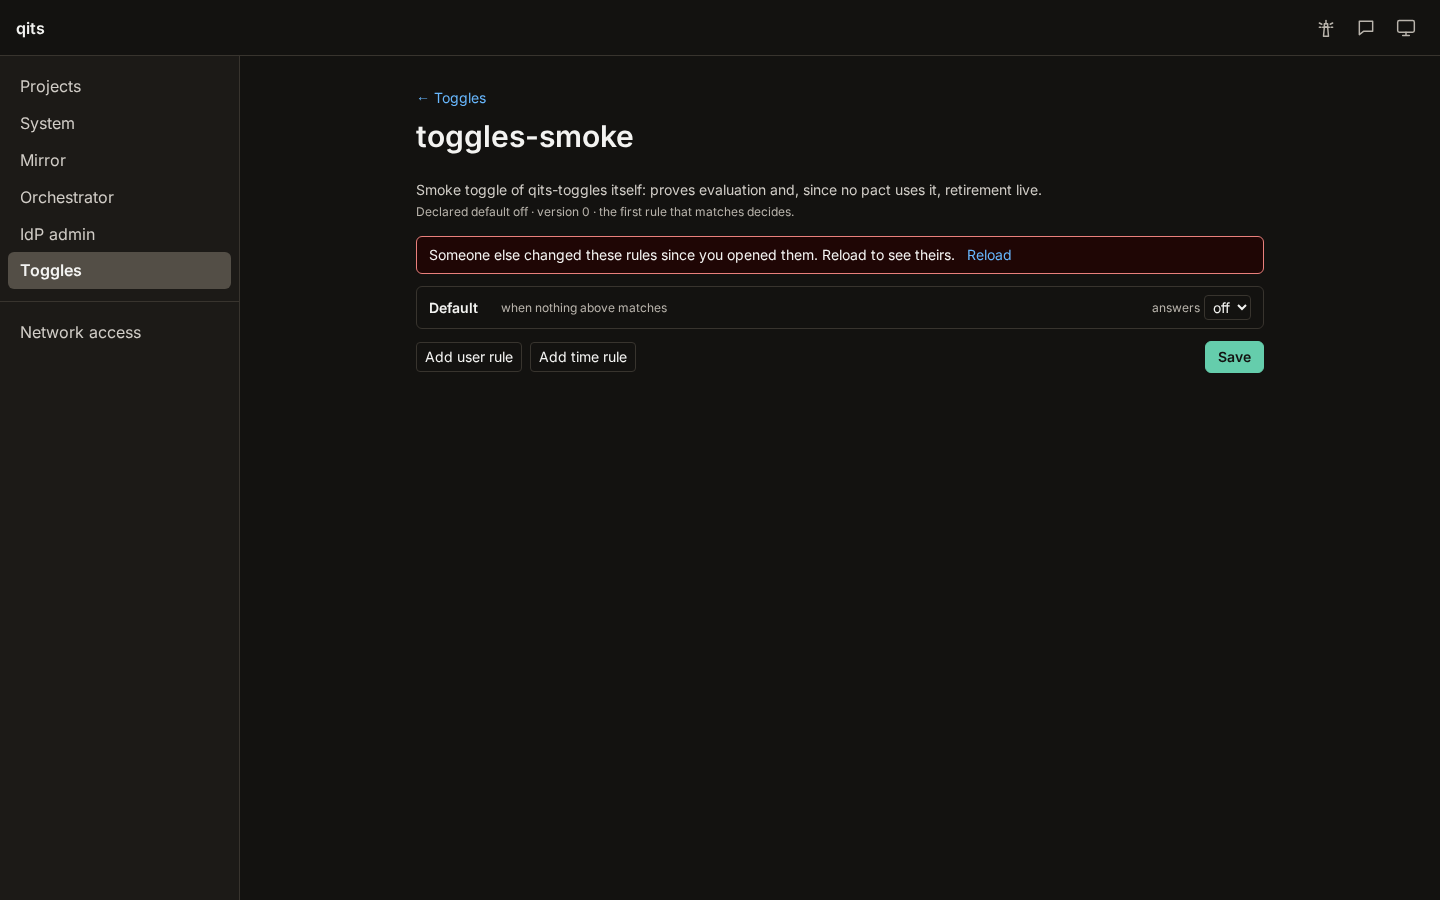 qits
Projects
System
Mirror
Orchestrator
IdP admin
Toggles
Network access
← Toggles
toggles-smoke
Smoke toggle of qits-toggles itself: proves evaluation and, since no pact uses it, retirement live.
Declared default off · version 0 · the first rule that matches decides.
Someone else changed these rules since you opened them. Reload to see theirs. Reload
Default when nothing above matches answers off
Add user rule Add time rule Save